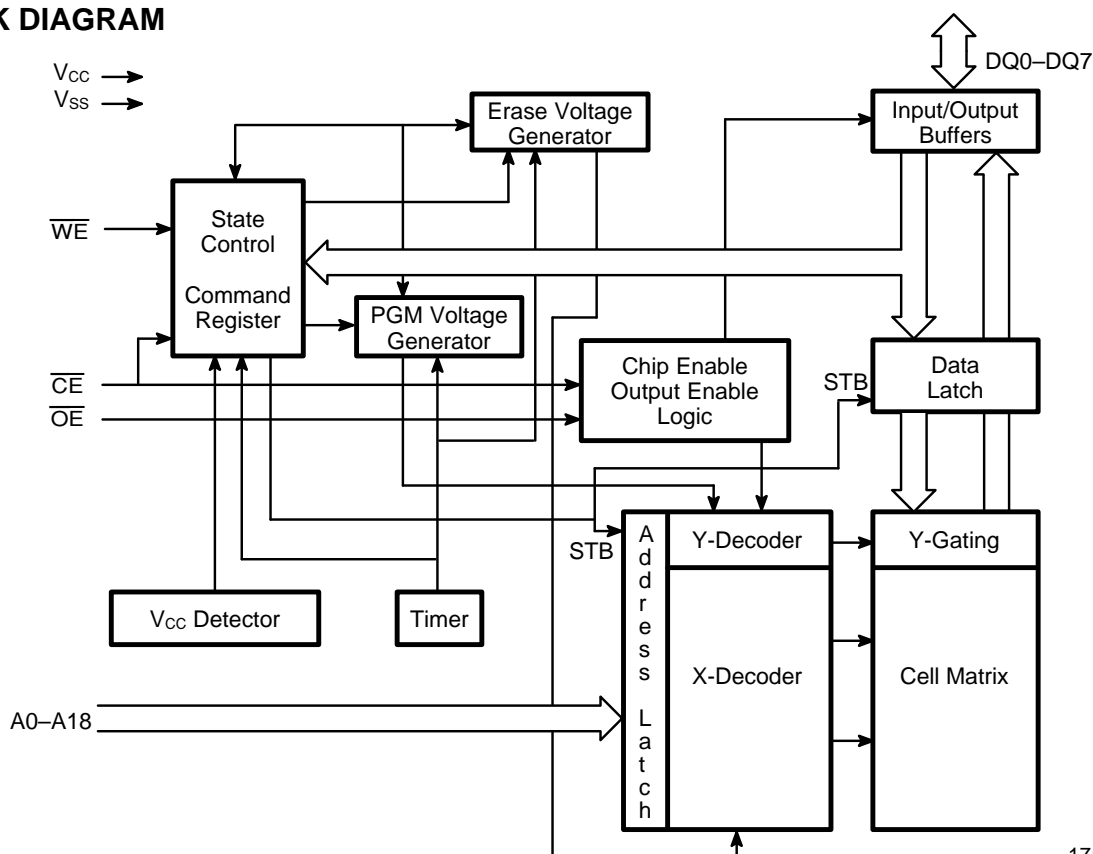 K DIAGRAM
DQ0–DQ7
VCC
VSS
Erase Voltage
Generator
Input/Output
Buffers
WE
State
Control
Command
Register
PGM Voltage
Generator
Chip Enable
Output Enable
Logic
STB
Data
Latch
CE
OE
STB
Address Latch
Y-Decoder
Y-Gating
VCC Detector
Timer
X-Decoder
Cell Matrix
A0–A18